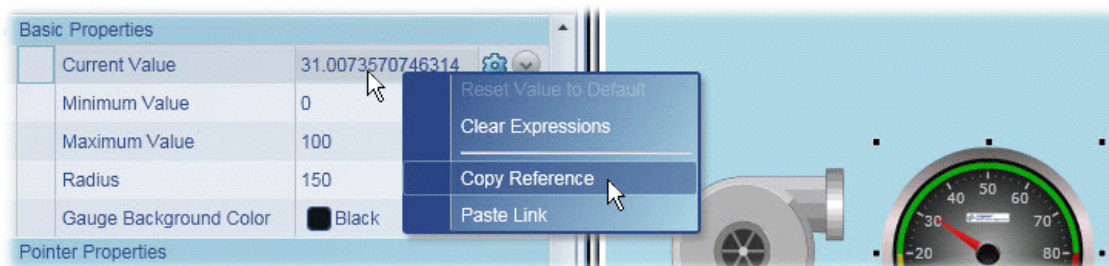 Basic Properties
Current Value 31.0073570746314
Minimum Value 0
Maximum Value 100
Radius 150
Gauge Background Color Black
Pointer Properties
Reset Value to Default
Clear Expressions
Copy Reference
Paste Link
20 30 40 50 60 70 80